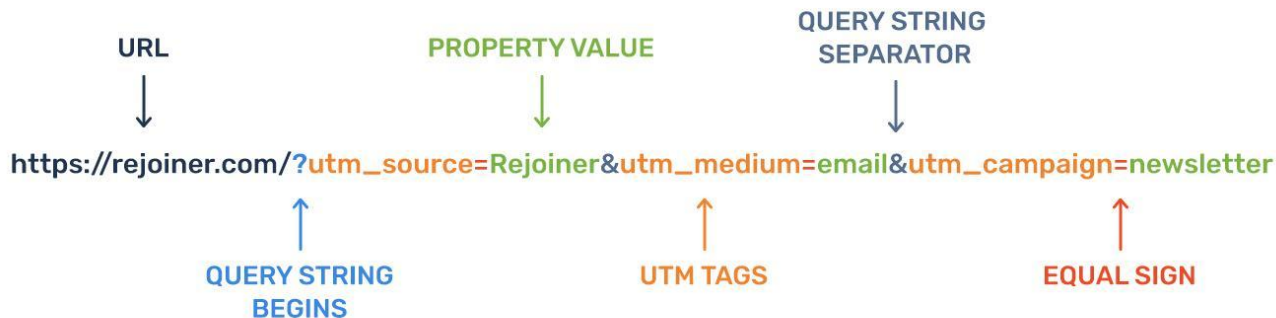 QUERY STRING
SEPARATOR
URL
PROPERTY VALUE
https://rejoiner.com/?utm_source=Rejoiner&utm_medium=email&utm_campaign=newsletter
QUERY STRING
BEGINS
UTM TAGS
EQUAL SIGN